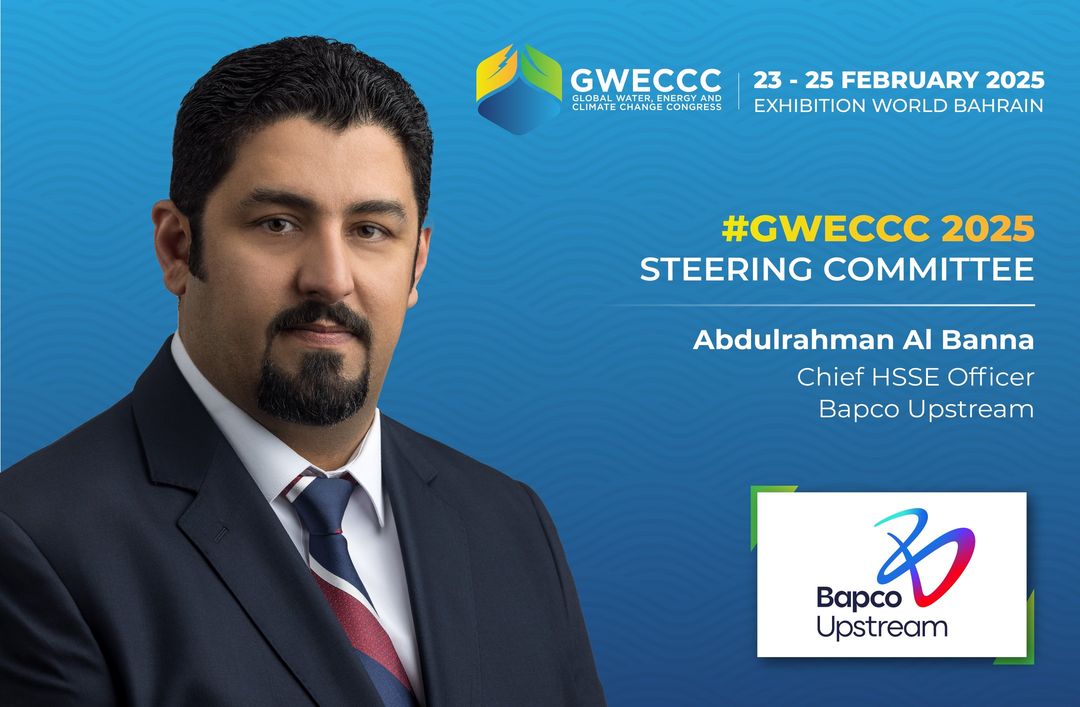 GWECCC
GLOBAL WATER, ENERGY AND
CLIMATE CHANGE CONGRESS
23 - 25 FEBRUARY 2025
EXHIBITION WORLD BAHRAIN
#GWECCC 2025
STEERING COMMITTEE
Abdulrahman Al Banna
Chief HSSE Officer
Bapco Upstream
Bapco
Upstream